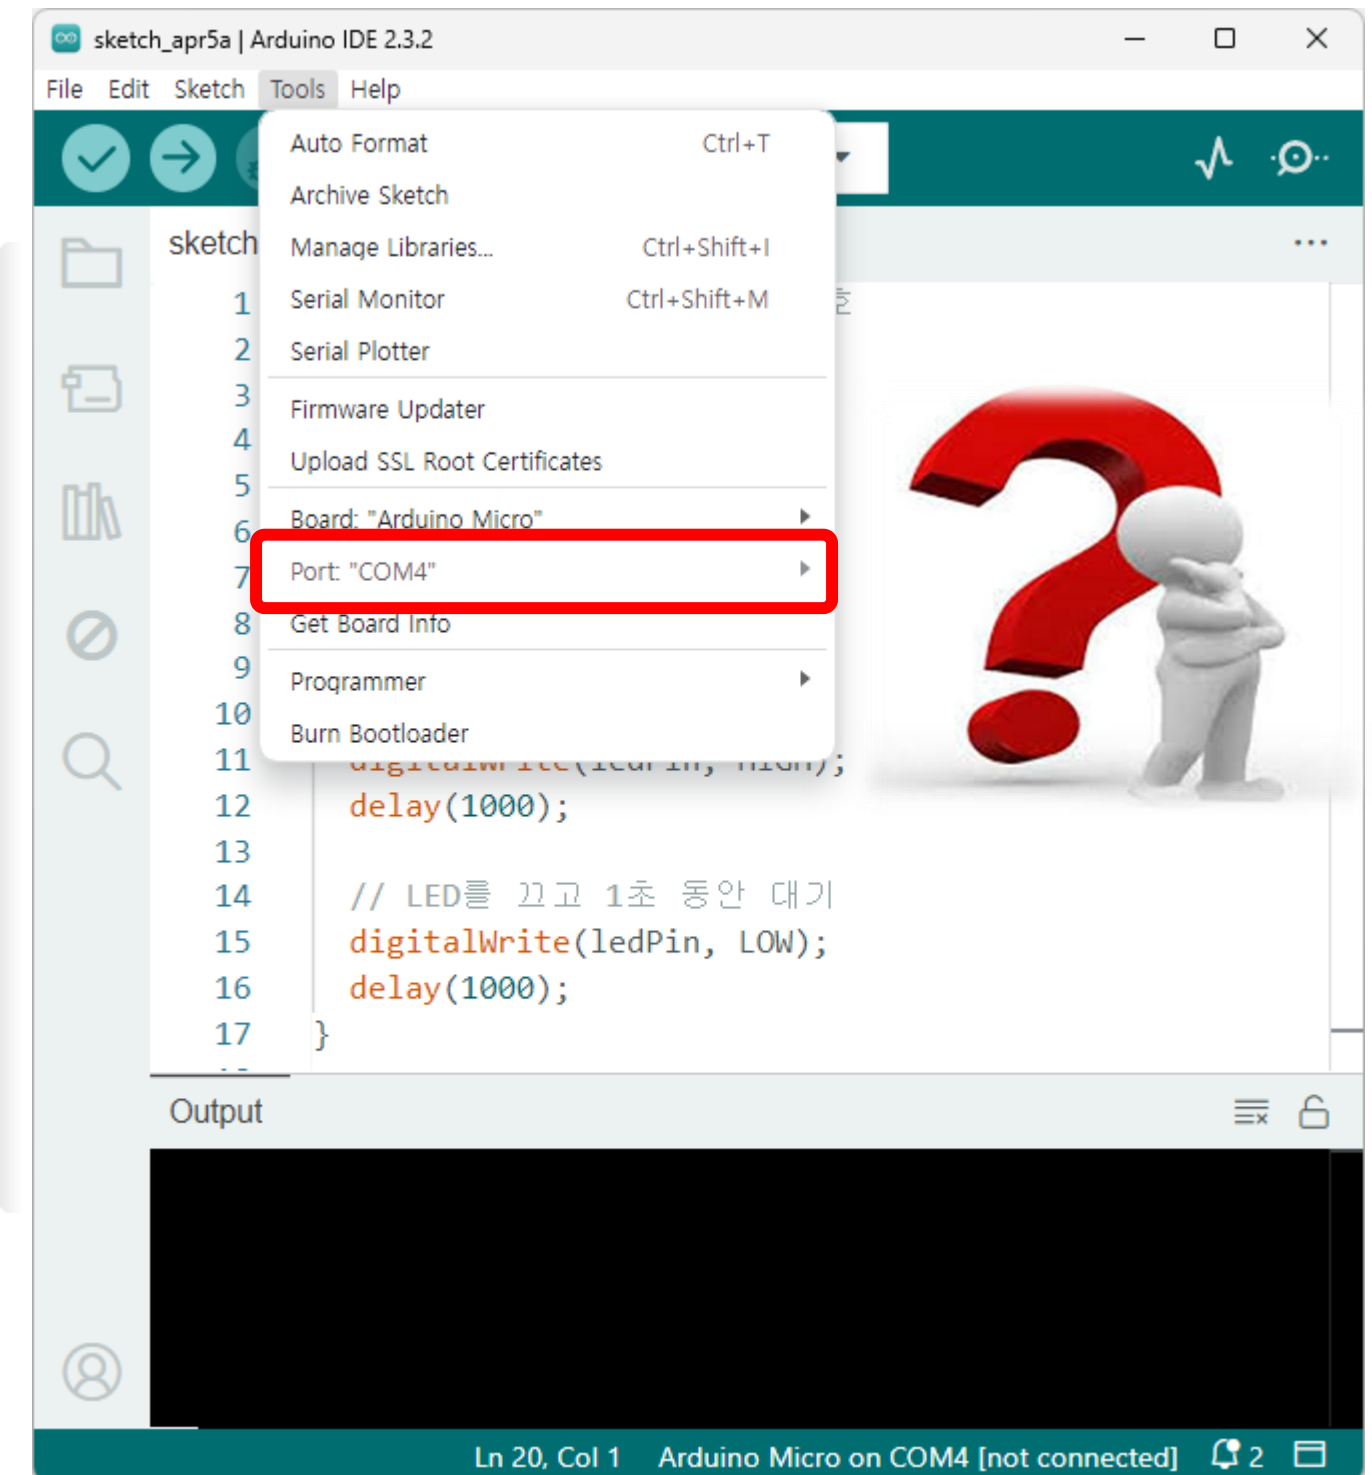 sketch_apr5a | Arduino IDE 2.3.2
File Edit Sketch Tools Help
Auto Format Ctrl+T
Archive Sketch
Manage Libraries... Ctrl+Shift+I
Serial Monitor Ctrl+Shift+M
Serial Plotter
Firmware Updater
Upload SSL Root Certificates
Board: "Arduino Micro"
Port: "COM4"
Get Board Info
Programmer
Burn Bootloader
sketch
1
2
3
4
5
6
7
8
9
10
11 digitalWrite(ledPin, HIGH);
12 delay(1000);
13
14 // LED를 끄고 1초 동안 대기
15 digitalWrite(ledPin, LOW);
16 delay(1000);
17 }
Output
Ln 20, Col 1 Arduino Micro on COM4 [not connected] 2